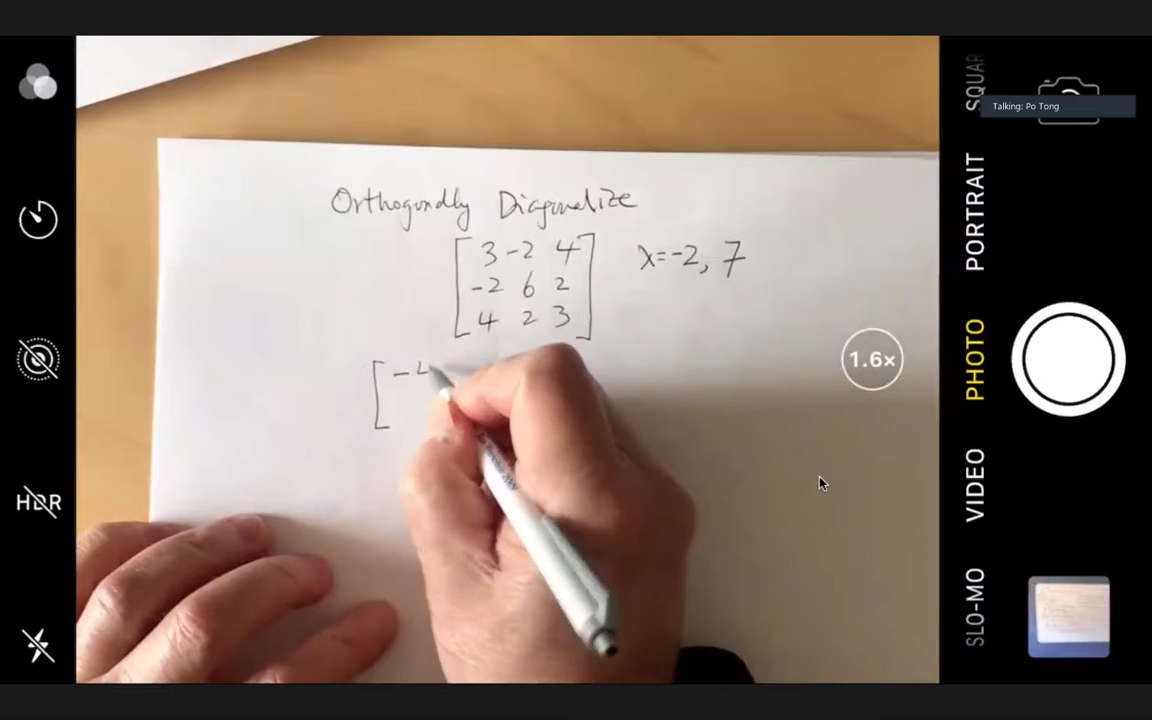 Talking: Po Tong
Orthogonally Diagonalize
3 -2 4
λ=-2, 7
-2 6 2
4 2 3
-4
1.6×
HDR
SQUAR
PORTRAIT
PHOTO
VIDEO
SLO-MO